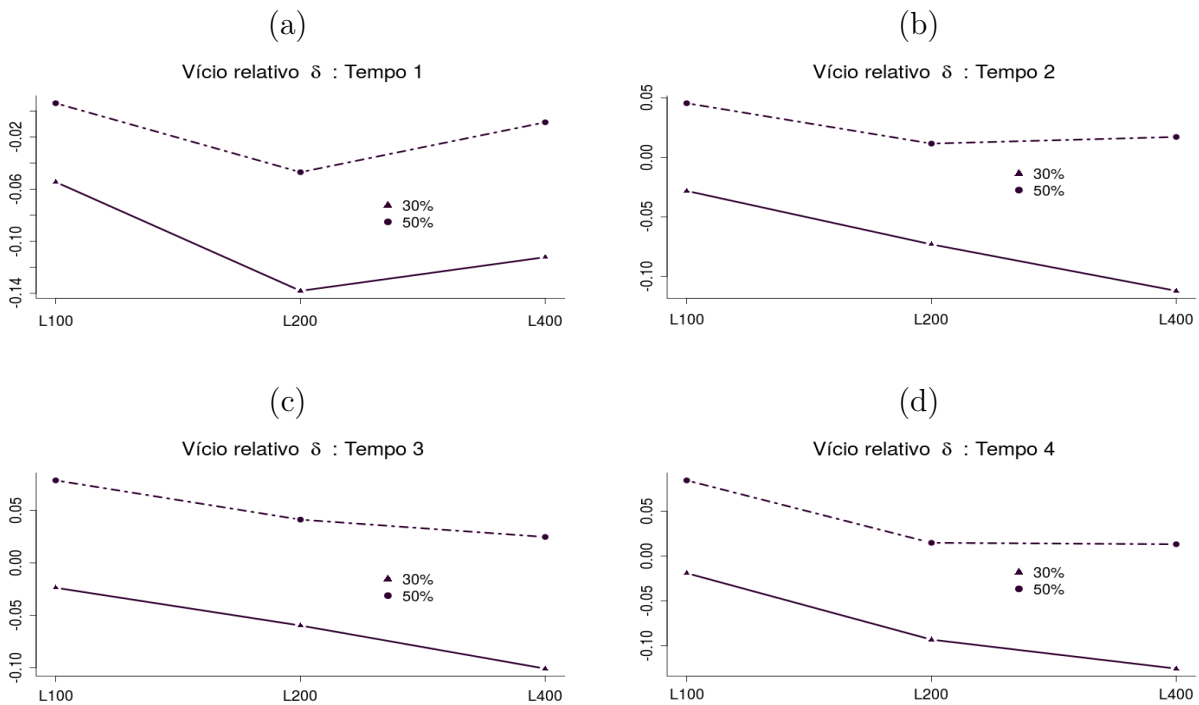 (a)
Vício relativo δ : Tempo 1
-0.02
-0.06
-0.10
-0.14
30%
50%
L100
L200
L400
(b)
Vício relativo δ : Tempo 2
0.05
0.00
-0.05
-0.10
30%
50%
L100
L200
L400
(c)
Vício relativo δ : Tempo 3
0.05
0.00
-0.05
-0.10
30%
50%
L100
L200
L400
(d)
Vício relativo δ : Tempo 4
0.05
0.00
-0.05
-0.10
30%
50%
L100
L200
L400